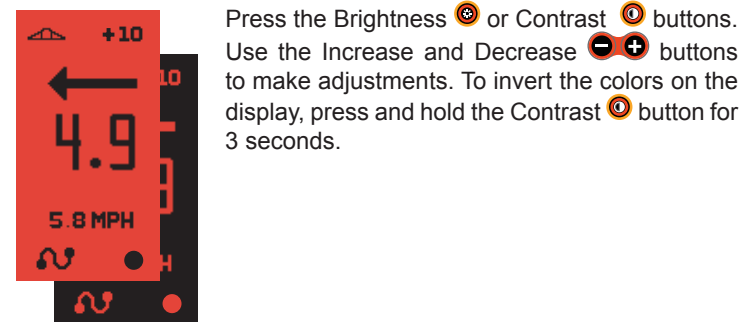 +10
4.9
5.8 MPH
10
H
Press the Brightness or Contrast buttons.
Use the Increase and Decrease buttons
to make adjustments. To invert the colors on the
display, press and hold the Contrast button for
3 seconds.